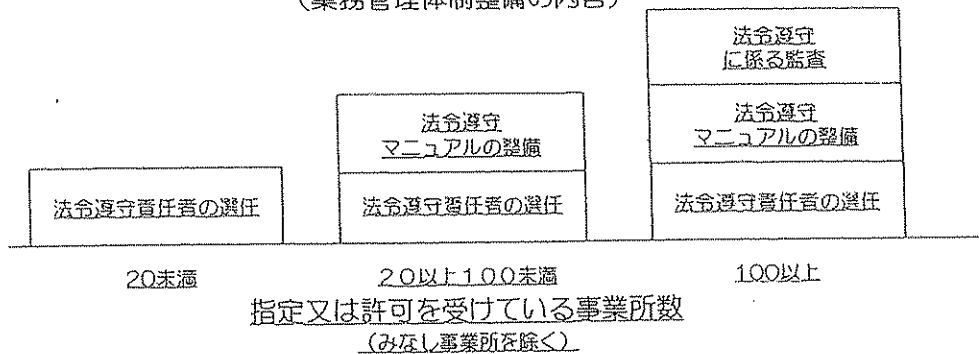 （業務管理体制整備の内容）
法令遵守
に係る監査
法令遵守
マニュアルの整備
法令遵守
マニュアルの整備
法令遵守責任者の選任
法令遵守責任者の選任
法令遵守責任者の選任
20未満
20以上100未満
100以上
指定又は許可を受けている事業所数
（みなし事業所を除く）